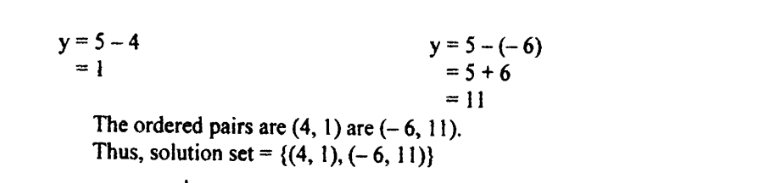 y = 5 – 4
= 1
y = 5 – (– 6)
= 5 + 6
= 11
The ordered pairs are (4, 1) are (– 6, 11).
Thus, solution set = {(4, 1), (– 6, 11)}